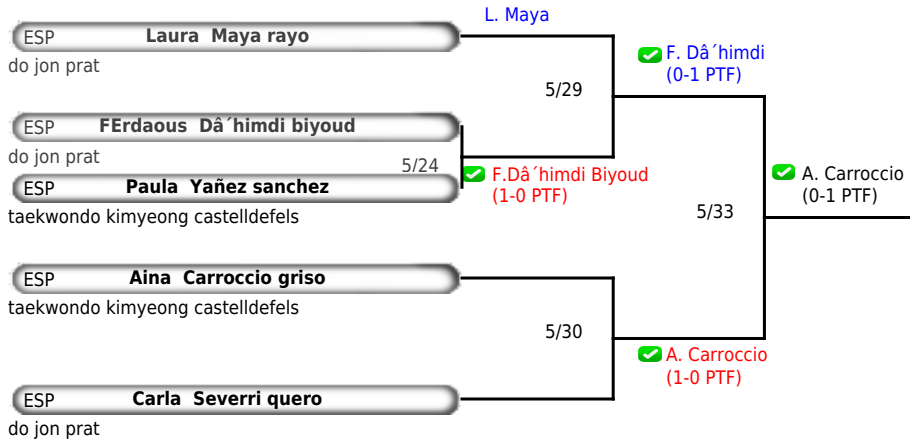 L. Maya
ESP Laura Maya rayo
do jon prat
F. Dâ´himdi
(0-1 PTF)
5/29
ESP FErdaous Dâ´himdi biyoud
do jon prat
5/24
F.Dâ´himdi Biyoud
(1-0 PTF)
ESP Paula Yañez sanchez
taekwondo kimyeong castelldefels
A. Carroccio
(0-1 PTF)
5/33
ESP Aina Carroccio griso
taekwondo kimyeong castelldefels
5/30
A. Carroccio
(1-0 PTF)
ESP Carla Severri quero
do jon prat